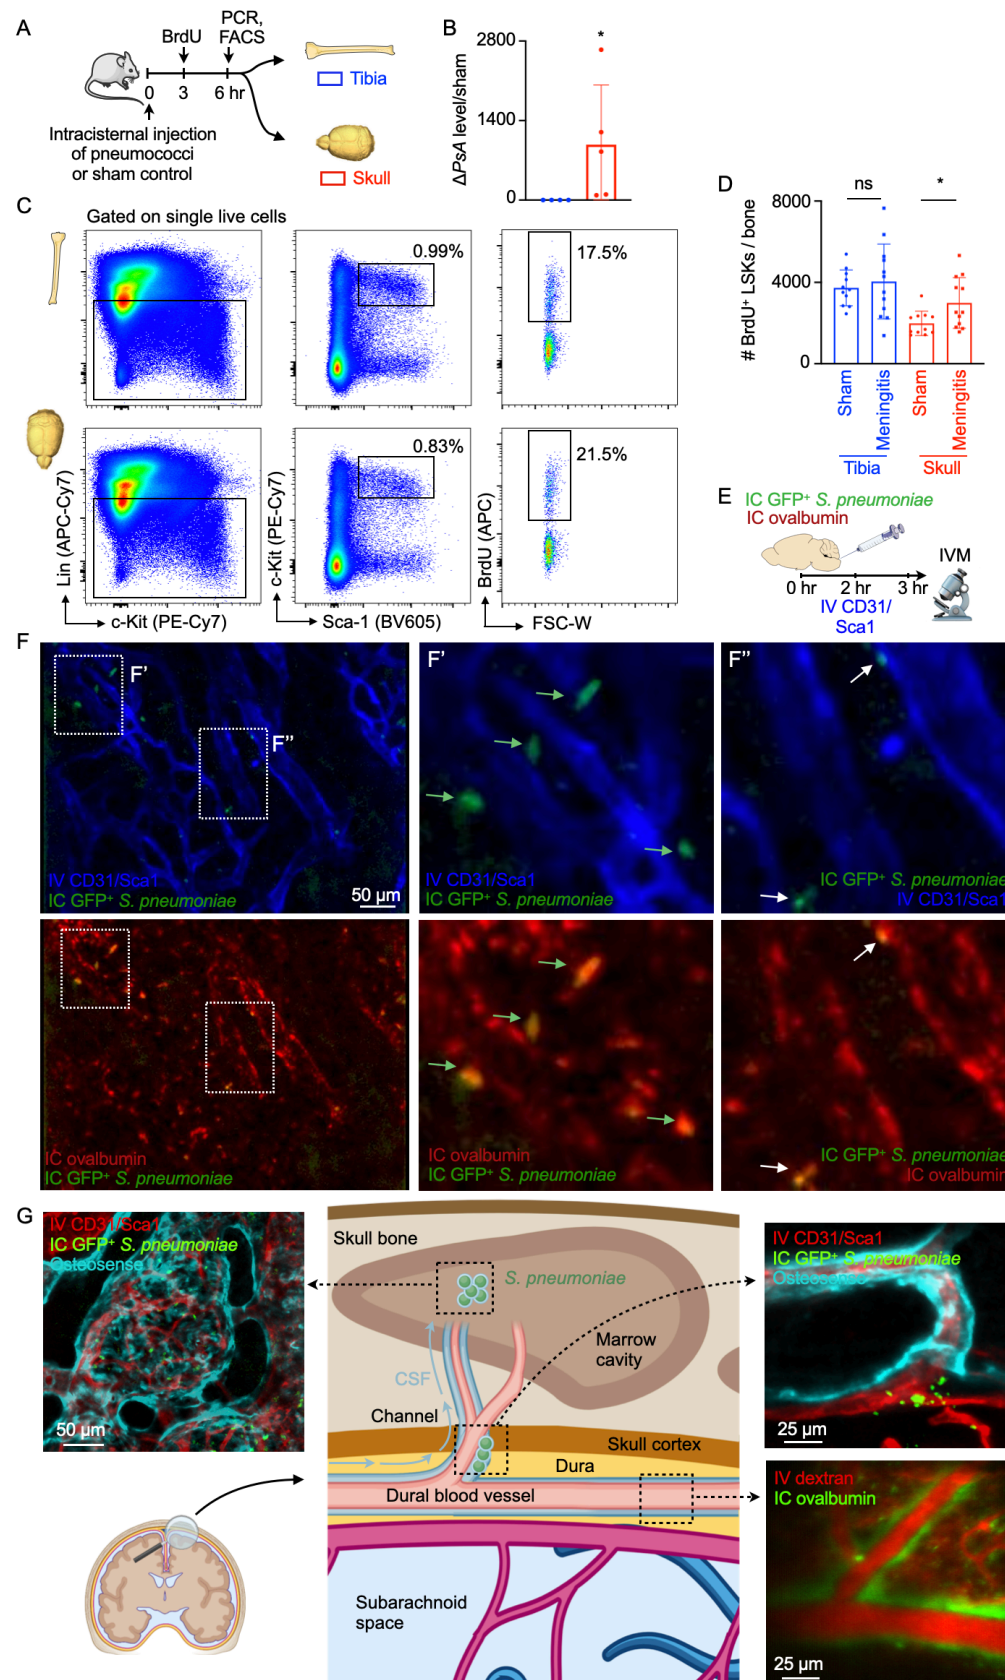 A
BrdU
PCR,
FACS
0
3
6 hr
Intracisternal injection
of pneumococci
or sham control
Tibia
Skull
B
ΔPsA level/sham
2800
1400
0
*
C
Gated on single live cells
0.99%
17.5%
0.83%
21.5%
Lin (APC-Cy7)
c-Kit (PE-Cy7)
BrdU (APC)
c-Kit (PE-Cy7)
Sca-1 (BV605)
FSC-W
D
# BrdU⁺ LSKs / bone
8000
4000
0
ns
*
Sham
Meningitis
Sham
Meningitis
Tibia
Skull
E
IC GFP⁺ S. pneumoniae
IC ovalbumin
IVM
0 hr
2 hr
3 hr
IV CD31/
Sca1
F
F'
F''
IV CD31/Sca1
IC GFP⁺ S. pneumoniae
50 µm
F'
IV CD31/Sca1
IC GFP⁺ S. pneumoniae
F''
IC GFP⁺ S. pneumoniae
IV CD31/Sca1
IC ovalbumin
IC GFP⁺ S. pneumoniae
IC ovalbumin
IC GFP⁺ S. pneumoniae
IC GFP⁺ S. pneumoniae
IC ovalbumin
G
IV CD31/Sca1
IC GFP⁺ S. pneumoniae
Osteosense
50 µm
Skull bone
S. pneumoniae
Marrow
cavity
CSF
Channel
Skull cortex
Dura
Dural blood vessel
Subarachnoid
space
IV CD31/Sca1
IC GFP⁺ S. pneumoniae
Osteosense
25 µm
IV dextran
IC ovalbumin
25 µm